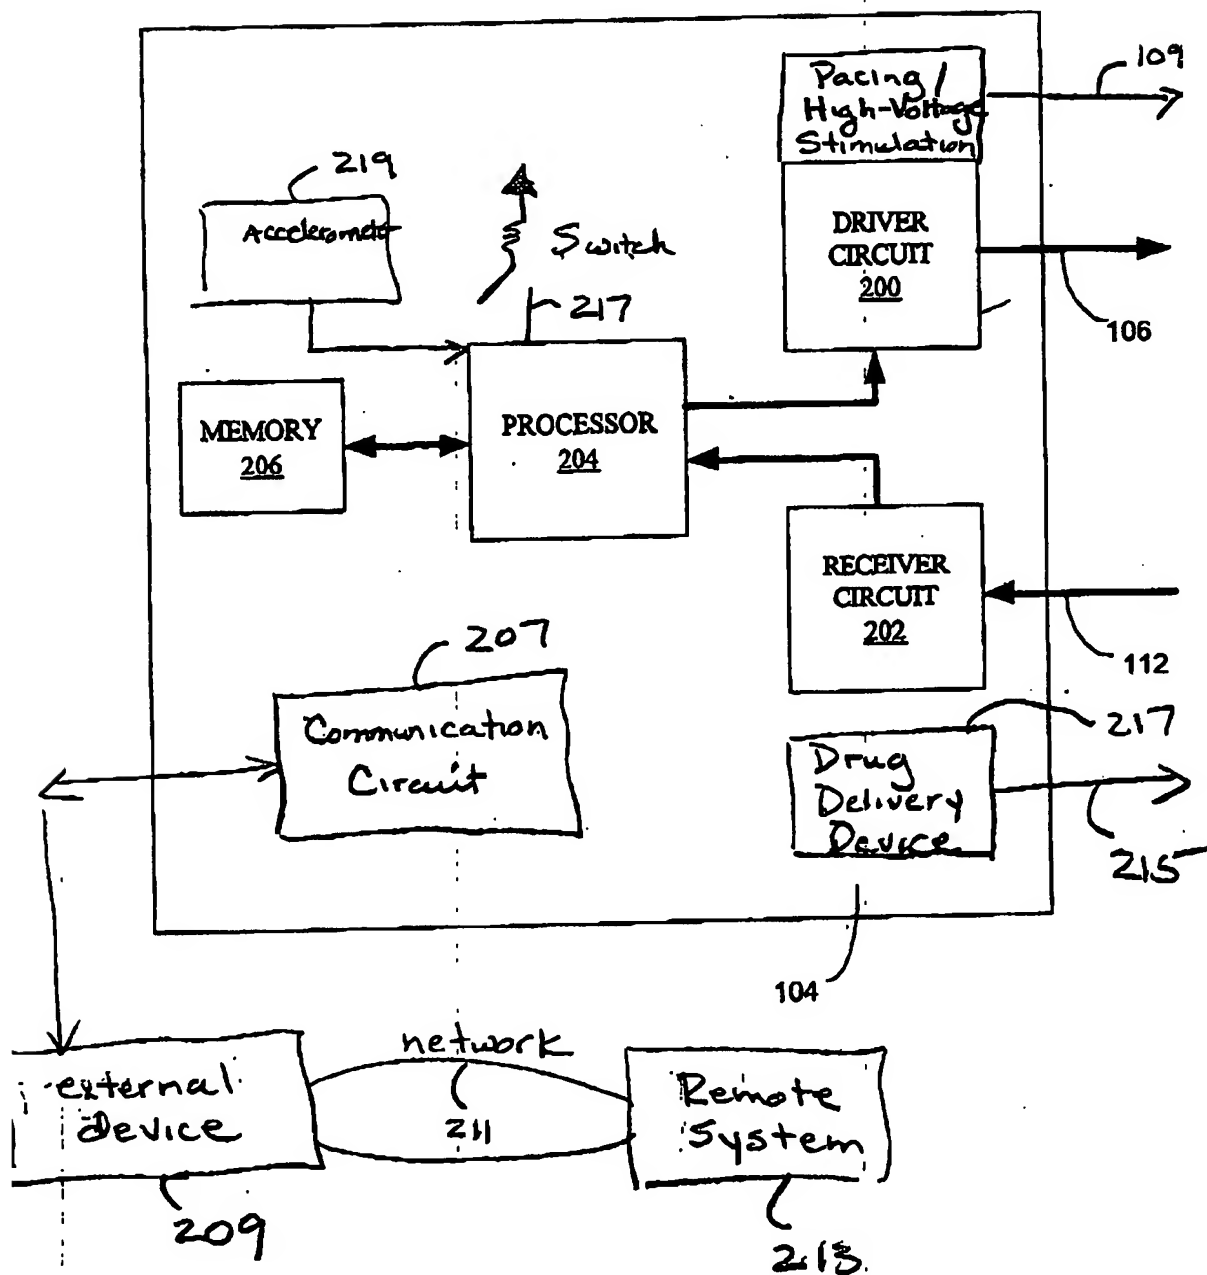 Pacing/
High-Voltage
Stimulation
109
219
Accelerometer
Switch
217
DRIVER
CIRCUIT
200
106
MEMORY
206
PROCESSOR
204
RECEIVER
CIRCUIT
202
112
207
Communication
Circuit
217
Drug
Delivery
Device
215
104
network
211
external
device
209
Remote
System
213